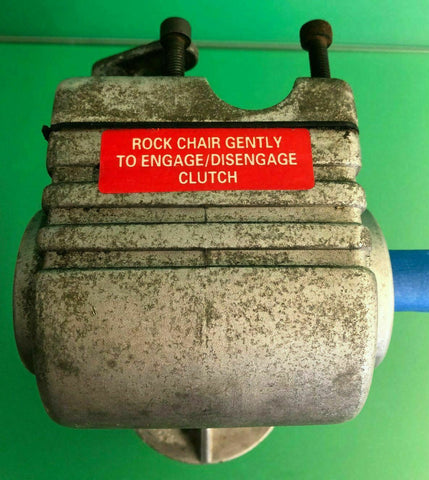 ROCK CHAIR GENTLY
TO ENGAGE/DISENGAGE
CLUTCH